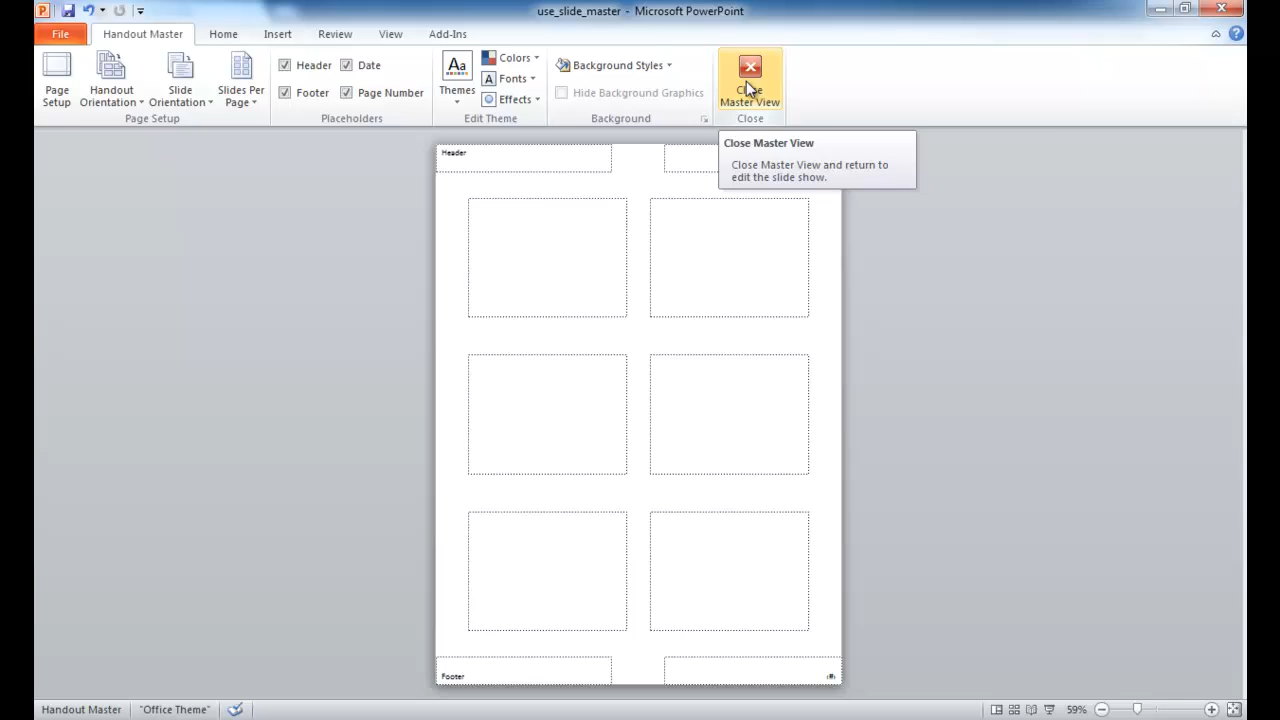 use_slide_master - Microsoft PowerPoint
File
Handout Master
Home
Insert
Review
View
Add-Ins
Page
Setup
Handout
Orientation
Slide
Orientation
Slides Per
Page
Page Setup
Header
Date
Footer
Page Number
Placeholders
Aa
Themes
Colors
A Fonts
Effects
Edit Theme
Background Styles
Hide Background Graphics
Background
Master View
Close
Close Master View
Close Master View and return to
edit the slide show.
Header
Footer
Handout Master
"Office Theme"
59%